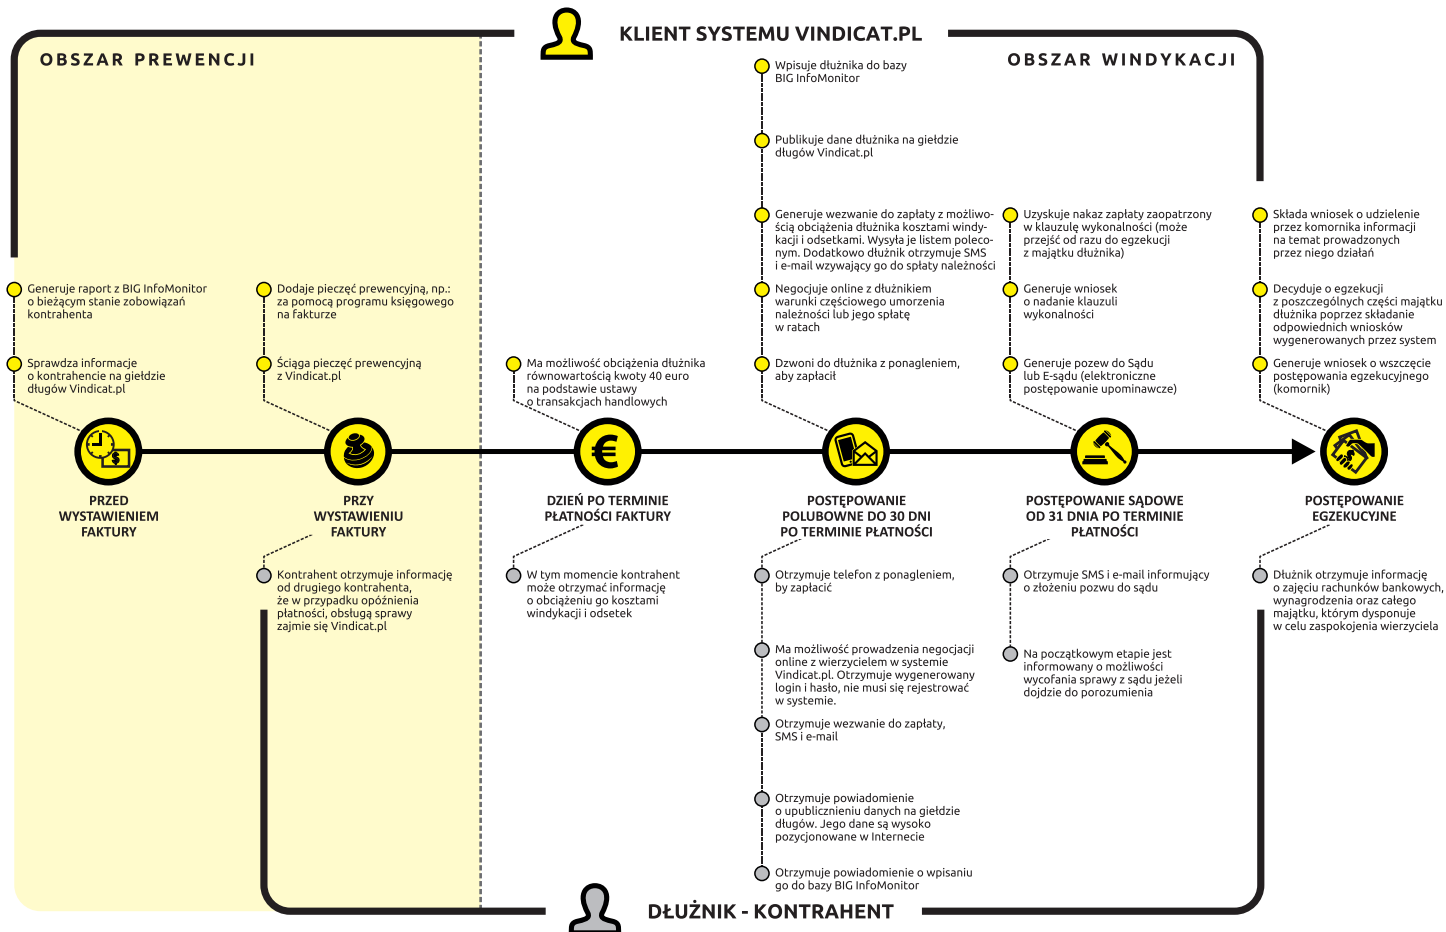 KLIENT SYSTEMU VINDICAT.PL
OBSZAR PREWENCJI
OBSZAR WINDYKACJI
Generuje raport z BIG InfoMonitor
o bieżącym stanie zobowiązań
kontrahenta
Sprawdza informacje
o kontrahencie na giełdzie
długów Vindicat.pl
Dodaje pieczęć prewencyjną, np.:
za pomocą programu księgowego
na fakturze
Ściąga pieczęć prewencyjną
z Vindicat.pl
Ma możliwość obciążenia dłużnika
równowartością kwoty 40 euro
na podstawie ustawy
o transakcjach handlowych
Wpisuje dłużnika do bazy
BIG InfoMonitor
Publikuje dane dłużnika na giełdzie
długów Vindicat.pl
Generuje wezwanie do zapłaty z możliwo-
ścią obciążenia dłużnika kosztami windy-
kacji i odsetkami. Wysyła je listem poleco-
nym. Dodatkowo dłużnik otrzymuje SMS
i e-mail wzywający go do spłaty należności
Negocjuje online z dłużnikiem
warunki częściowego umorzenia
należności lub jego spłatę
w ratach
Dzwoni do dłużnika z ponagleniem,
aby zapłacił
Uzyskuje nakaz zapłaty zaopatrzony
w klauzulę wykonalności (może
przejść od razu do egzekucji
z majątku dłużnika)
Generuje wniosek
o nadanie klauzuli
wykonalności
Generuje pozew do Sądu
lub E-sądu (elektroniczne
postępowanie upominawcze)
Składa wniosek o udzielenie
przez komornika informacji
na temat prowadzonych
przez niego działań
Decyduje o egzekucji
z poszczególnych części majątku
dłużnika poprzez składanie
odpowiednich wniosków
wygenerowanych przez system
Generuje wniosek o wszczęcie
postępowania egzekucyjnego
(komornik)
$
€
PRZED
WYSTAWIENIEM
FAKTURY
PRZY
WYSTAWIENIU
FAKTURY
DZIEŃ PO TERMINIE
PŁATNOŚCI FAKTURY
POSTĘPOWANIE
POLUBOWNE DO 30 DNI
PO TERMINIE PŁATNOŚCI
POSTĘPOWANIE SĄDOWE
OD 31 DNIA PO TERMINIE
PŁATNOŚCI
POSTĘPOWANIE
EGZEKUCYJNE
Kontrahent otrzymuje informację
od drugiego kontrahenta,
że w przypadku opóźnienia
płatności, obsługą sprawy
zajmie się Vindicat.pl
W tym momencie kontrahent
może otrzymać informację
o obciążeniu go kosztami
windykacji i odsetek
Otrzymuje telefon z ponagleniem,
by zapłacić
Ma możliwość prowadzenia negocjacji
online z wierzycielem w systemie
Vindicat.pl. Otrzymuje wygenerowany
login i hasło, nie musi się rejestrować
w systemie.
Otrzymuje wezwanie do zapłaty,
SMS i e-mail
Otrzymuje powiadomienie
o upublicznieniu danych na giełdzie
długów. Jego dane są wysoko
pozycjonowane w Internecie
Otrzymuje powiadomienie o wpisaniu
go do bazy BIG InfoMonitor
Otrzymuje SMS i e-mail informujący
o złożeniu pozwu do sądu
Na początkowym etapie jest
informowany o możliwości
wycofania sprawy z sądu jeżeli
dojdzie do porozumienia
Dłużnik otrzymuje informację
o zajęciu rachunków bankowych,
wynagrodzenia oraz całego
majątku, którym dysponuje
w celu zaspokojenia wierzyciela
DŁUŻNIK - KONTRAHENT